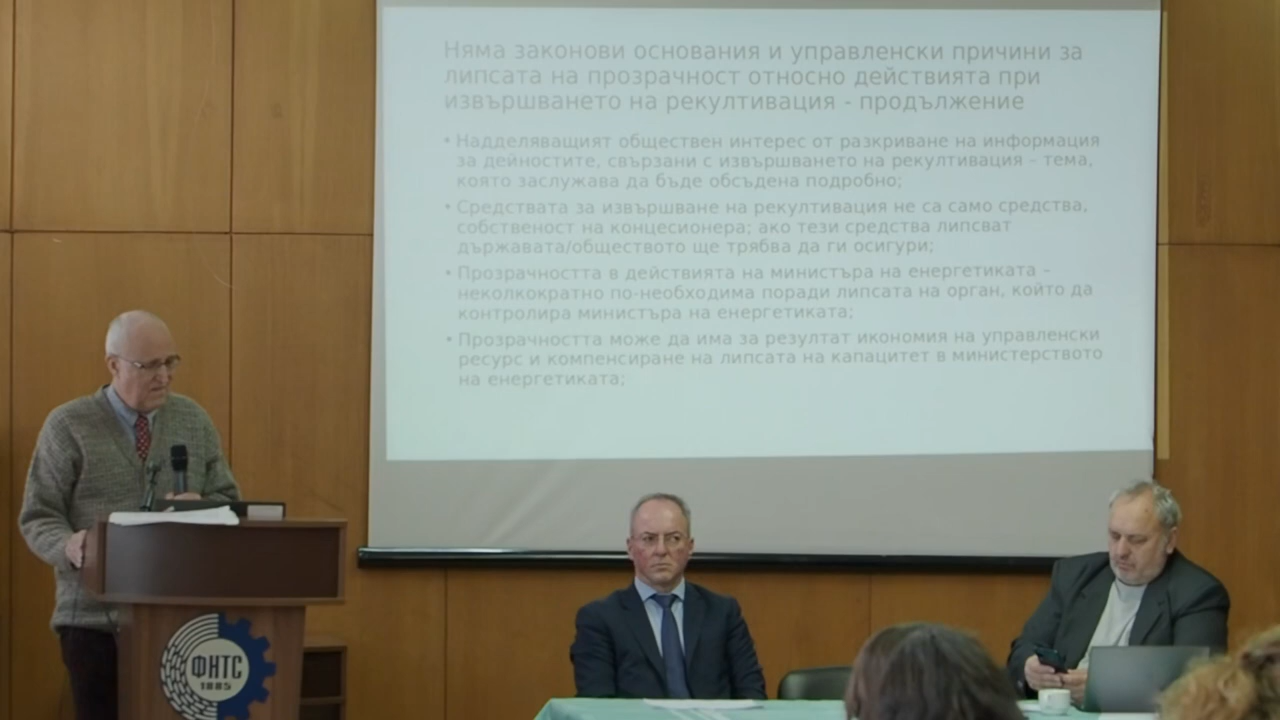 Няма законови основания и управленски причини за
липсата на прозрачност относно действията при
извършването на рекултивация - продължение
• Надделяващият обществен интерес от разкриване на информация
за дейностите, свързани с извършването на рекултивация – тема,
която заслужава да бъде обсъдена подробно;
• Средствата за извършване на рекултивация не са само средства,
собственост на концесионера; ако тези средства липсват
държавата/обществото ще трябва да ги осигури;
• Прозрачността в действията на министъра на енергетиката –
неколкократно по-необходима поради липсата на орган, който да
контролира министъра на енергетиката;
• Прозрачността може да има за резултат икономия на управленски
ресурс и компенсиране на липсата на капацитет в министерството
на енергетиката;
ФНТС
1885